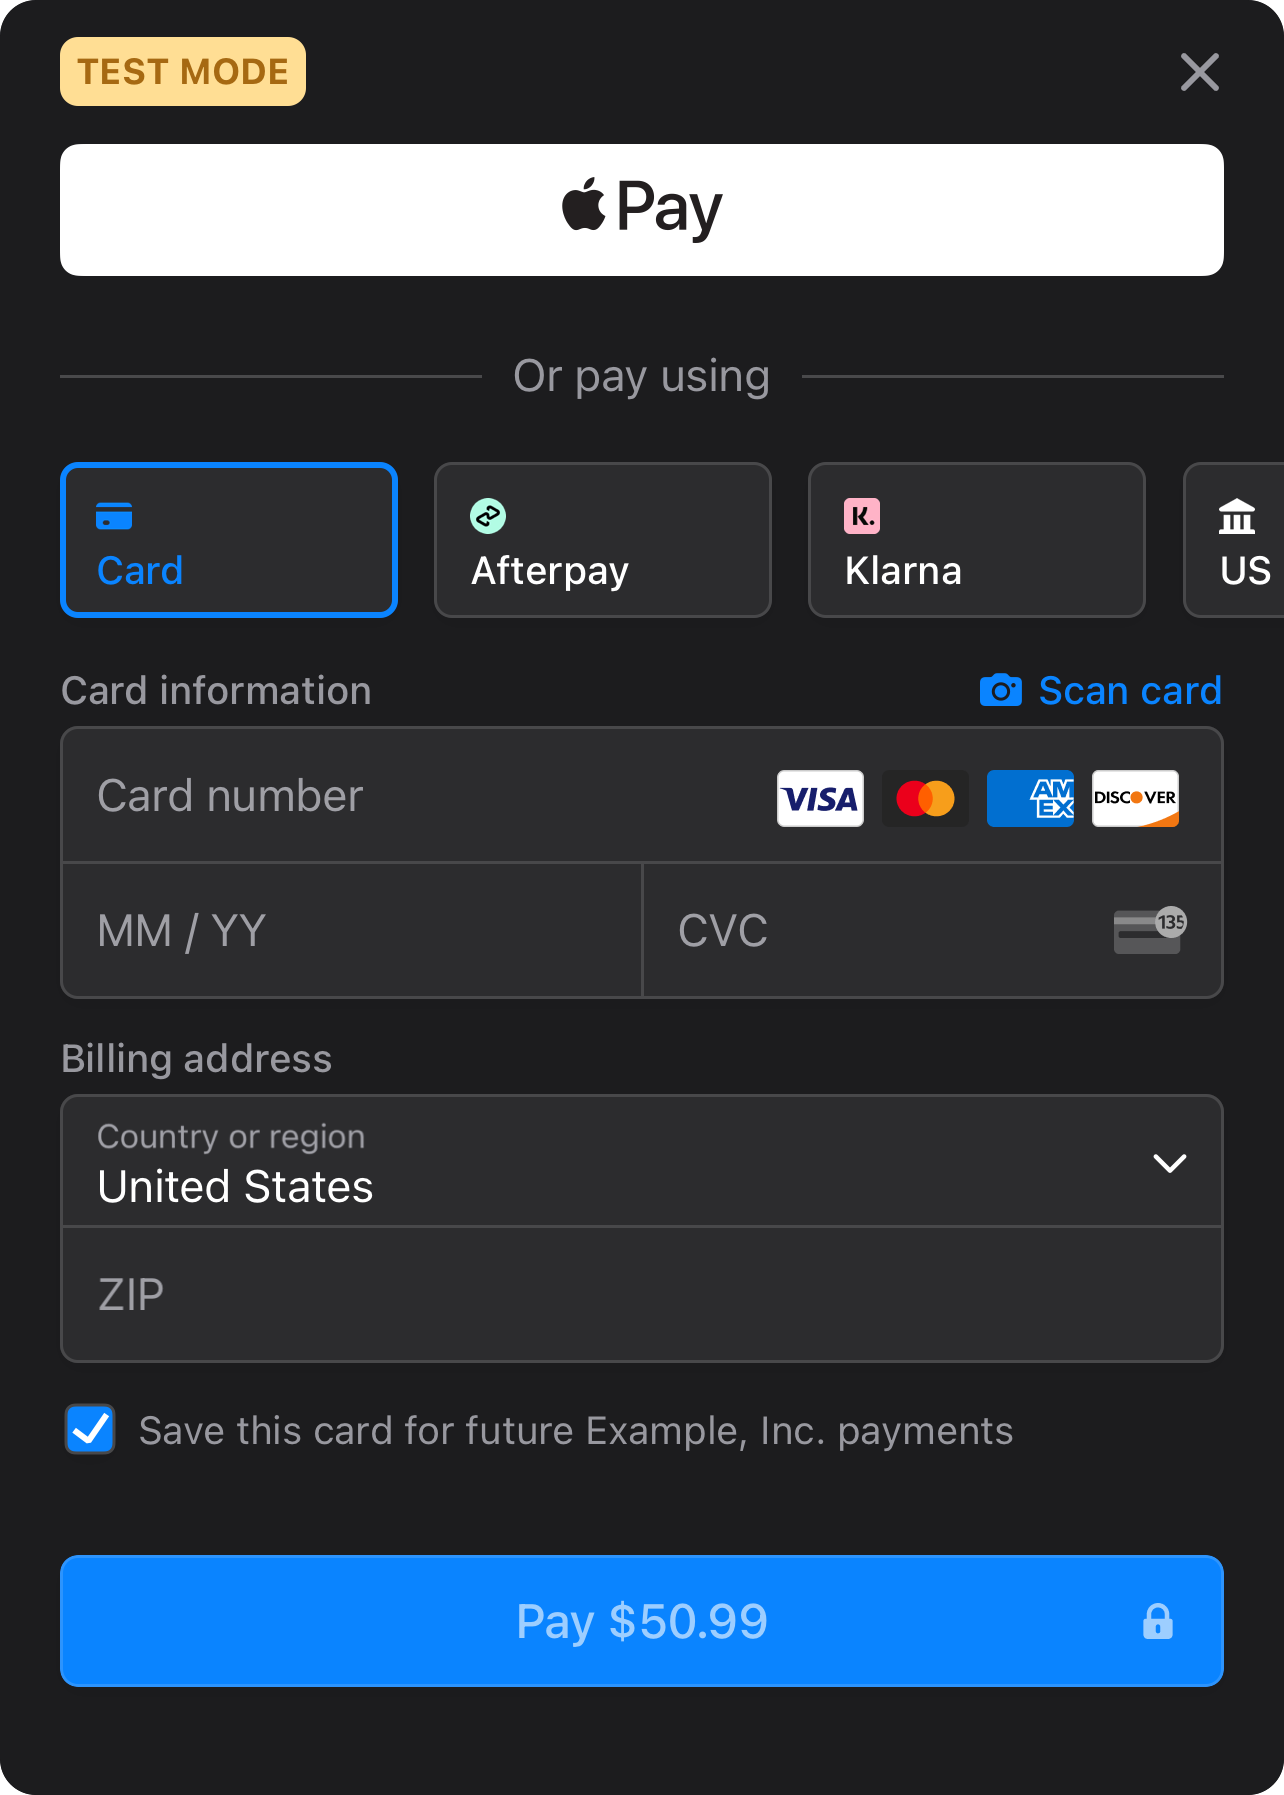 TEST MODE
Pay
Or pay using
Card
Afterpay
K.
Klarna
US
Card information
Scan card
Card number
VISA
AM
EX
DISCOVER
MM / YY
CVC
135
Billing address
Country or region
United States
ZIP
Save this card for future Example, Inc. payments
Pay $50.99